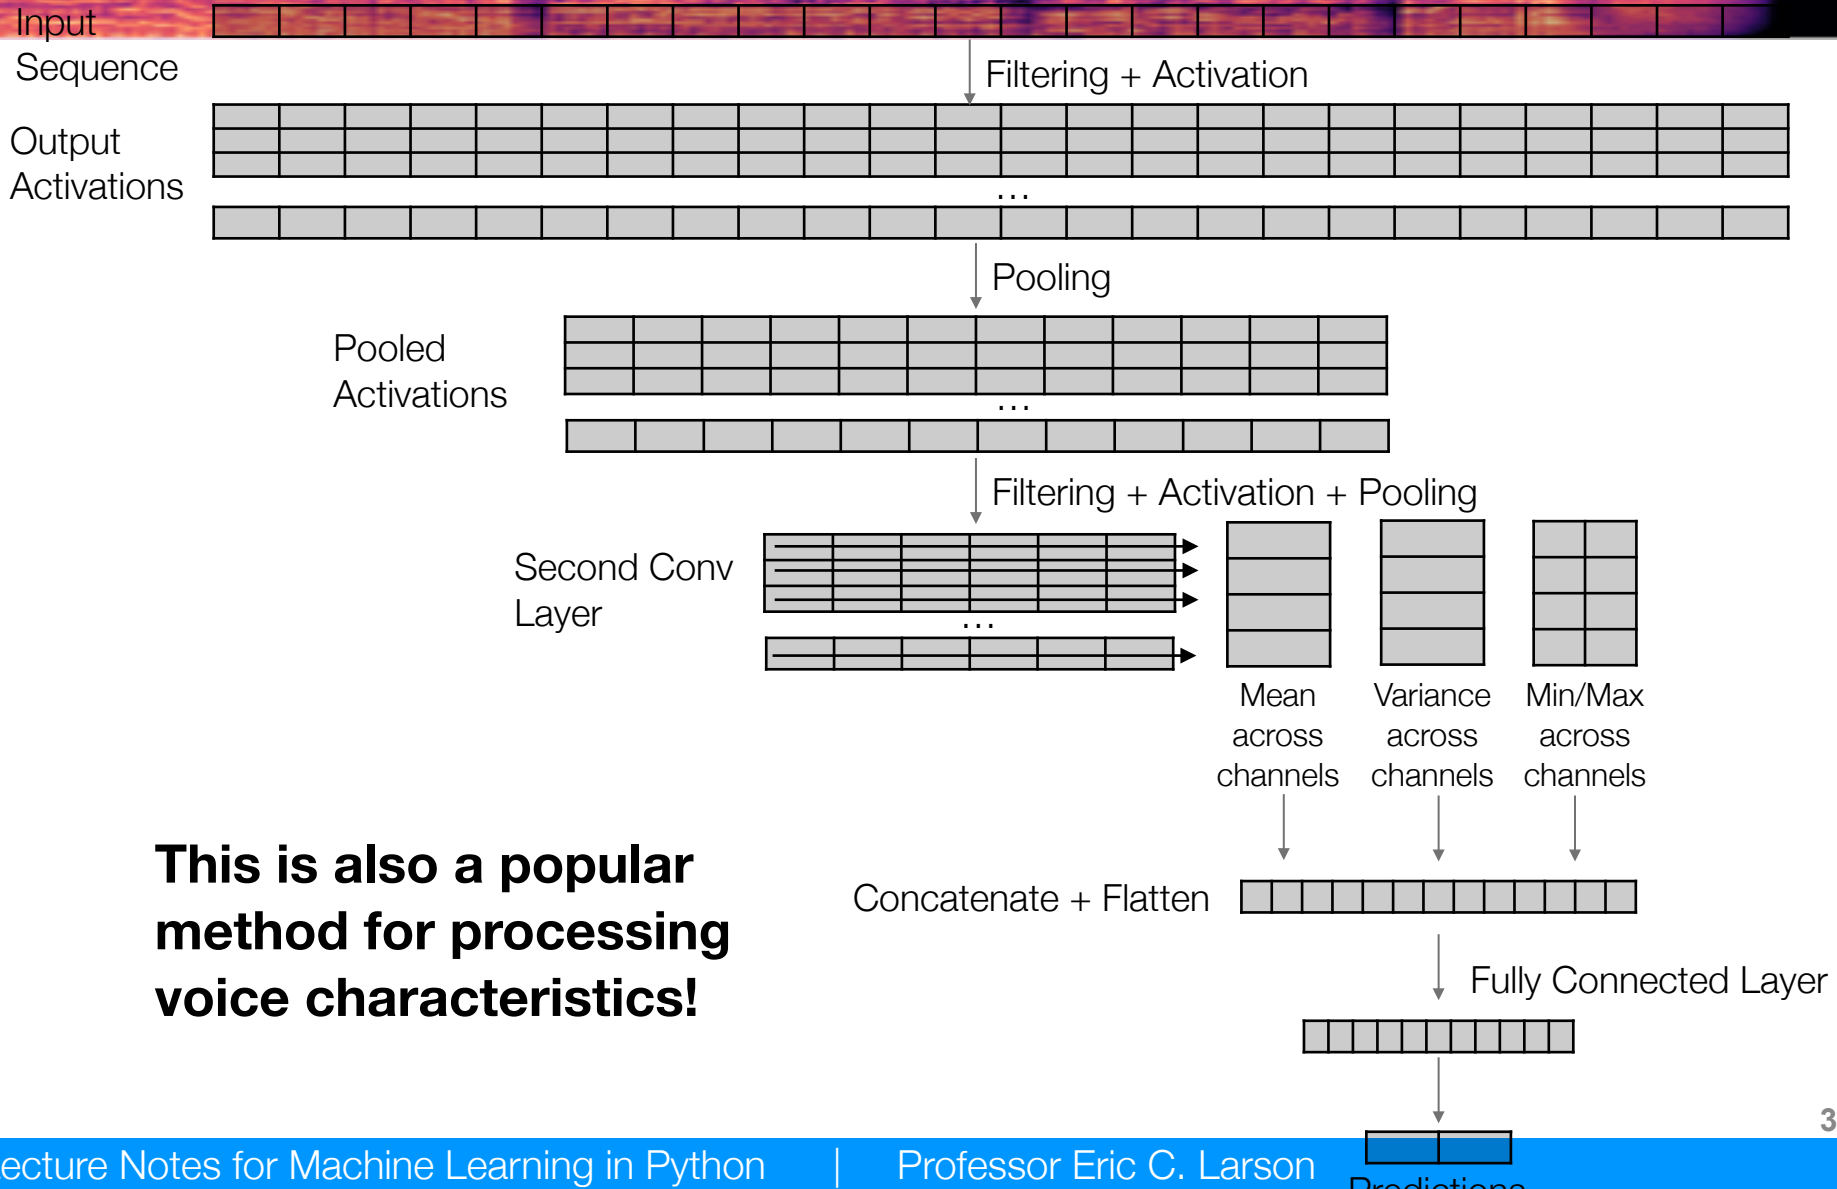 Input
Sequence
Filtering + Activation
Output
Activations
...
Pooling
Pooled
Activations
...
Filtering + Activation + Pooling
Second Conv
Layer
...
Mean
across
channels
Variance
across
channels
Min/Max
across
channels
This is also a popular
method for processing
voice characteristics!
Concatenate + Flatten
Fully Connected Layer
3
ecture Notes for Machine Learning in Python | Professor Eric C. Larson
Predictions